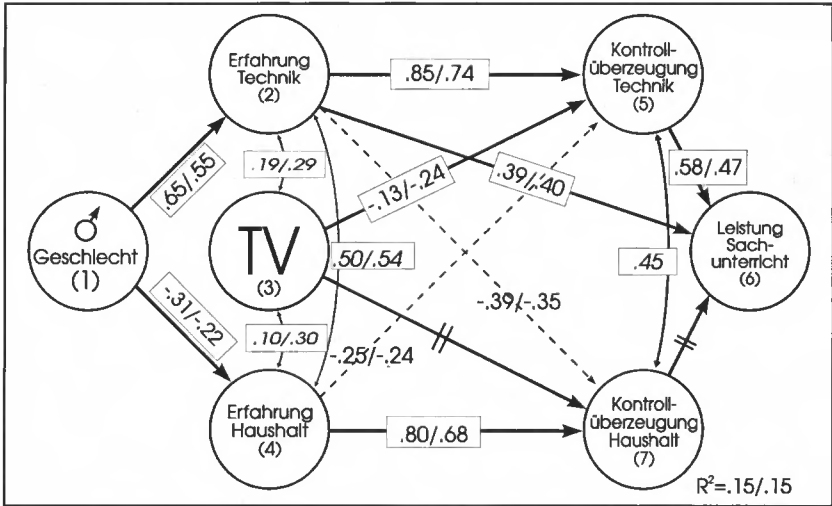 Erfahrung
Technik
(2)
.85/.74
Kontroll-
überzeugung
Technik
(5)
.65/.55
.19/.29
-.13/-.24
.39/.40
.58/.47
♂
Geschlecht
(1)
TV
(3)
.50/.54
.45
Leistung
Sach-
unterricht
(6)
-.31/-.22
.10/.30
-.39/-.35
-.25/-.24
Erfahrung
Haushalt
(4)
.80/.68
Kontroll-
überzeugung
Haushalt
(7)
R²=.15/.15